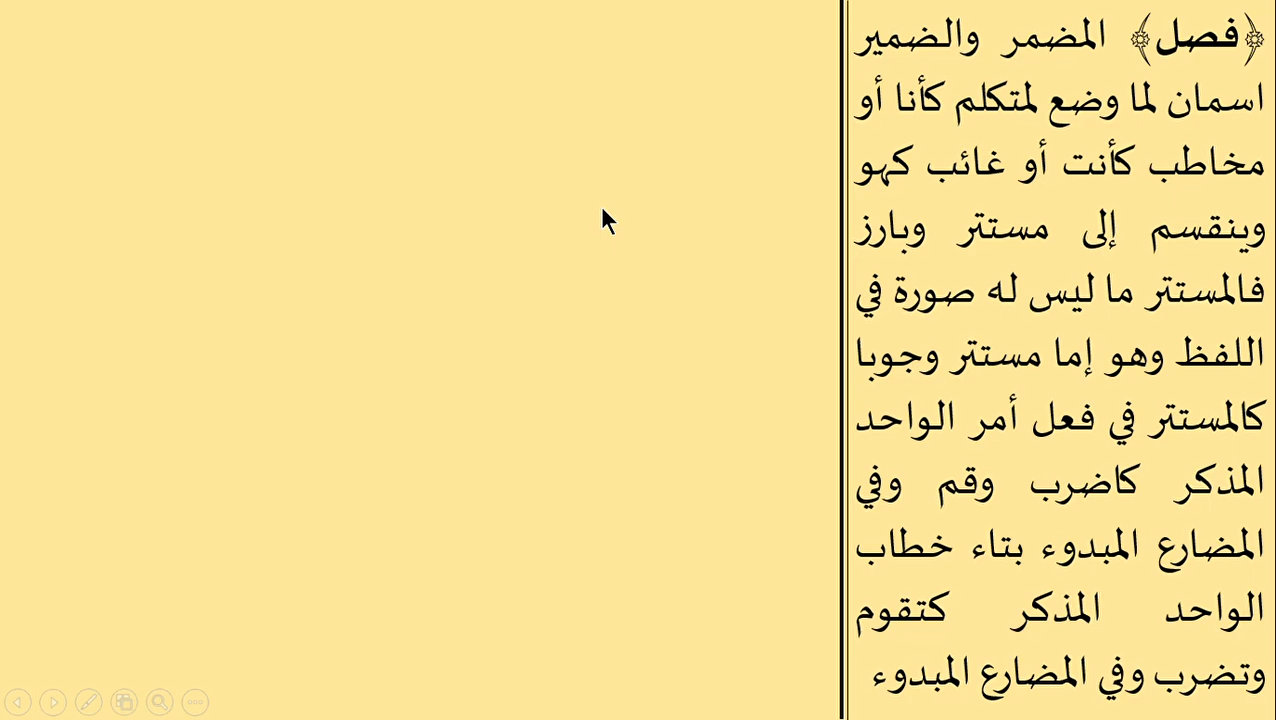 ﴿فصل﴾ المضمر والضمير
اسمان لما وضع لمتكلم كأنا أو
مخاطب كأنت أو غائب كهو
وينقسم إلى مستتر وبارز
فالمستتر ما ليس له صورة في
اللفظ وهو إما مستتر وجوبا
كالمستتر في فعل أمر الواحد
المذكر كاضرب وقم وفي
المضارع المبدوء بتاء خطاب
الواحد المذكر كتقوم
وتضرب وفي المضارع المبدوء